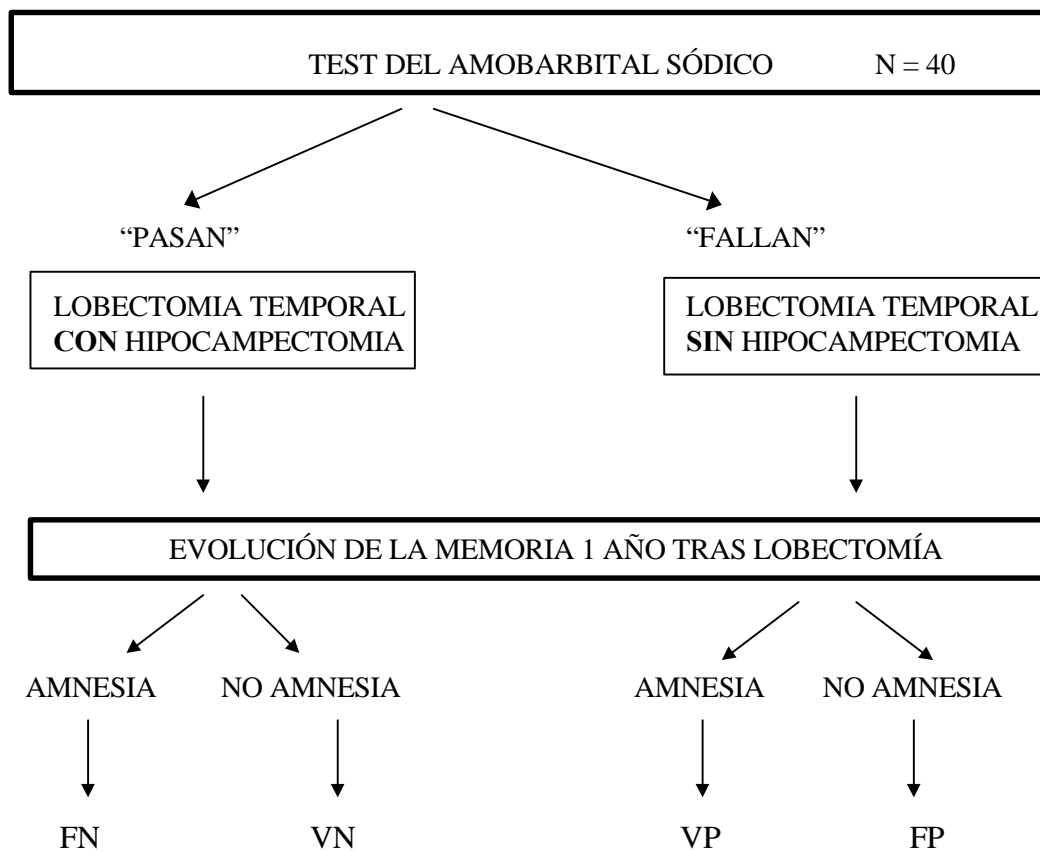 TEST DEL AMOBARBITAL SÓDICO N = 40
“PASAN” “FALLAN”
LOBECTOMIA TEMPORAL
CON HIPOCAMPECTOMIA
LOBECTOMIA TEMPORAL
SIN HIPOCAMPECTOMIA
EVOLUCIÓN DE LA MEMORIA 1 AÑO TRAS LOBECTOMÍA
AMNESIA NO AMNESIA AMNESIA NO AMNESIA
FN VN VP FP